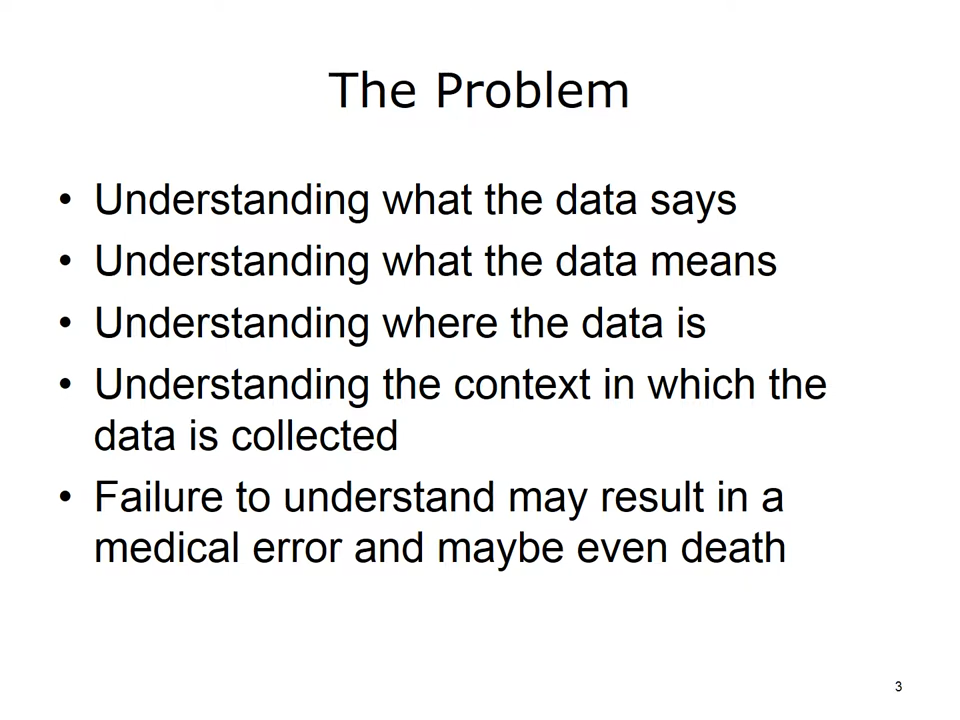 The Problem
• Understanding what the data says
• Understanding what the data means
• Understanding where the data is
• Understanding the context in which the
data is collected
• Failure to understand may result in a
medical error and maybe even death
3